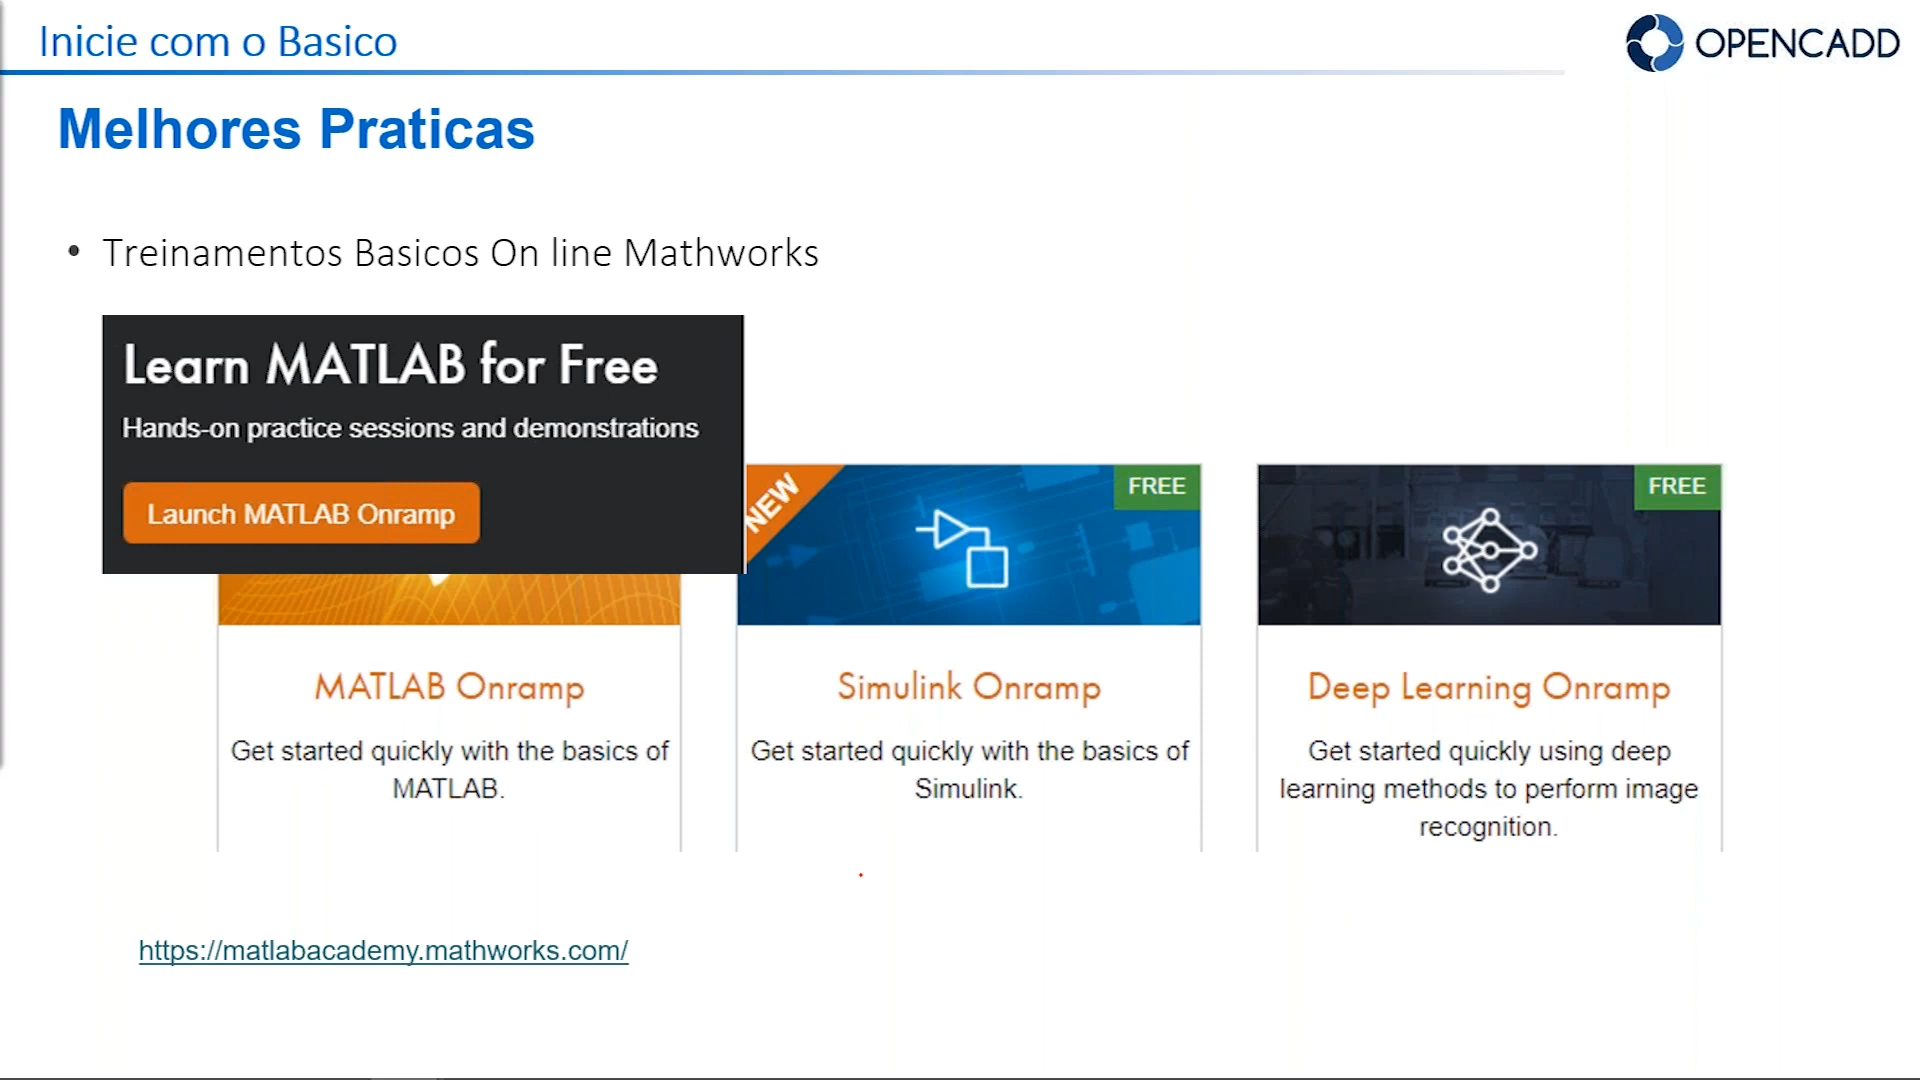 Inicie com o Basico
OPENCADD
Melhores Praticas
• Treinamentos Basicos On line Mathworks
Learn MATLAB for Free
Hands-on practice sessions and demonstrations
Launch MATLAB Onramp
NEW
FREE
FREE
MATLAB Onramp
Get started quickly with the basics of
MATLAB.
Simulink Onramp
Get started quickly with the basics of
Simulink.
Deep Learning Onramp
Get started quickly using deep
learning methods to perform image
recognition.
https://matlabacademy.mathworks.com/